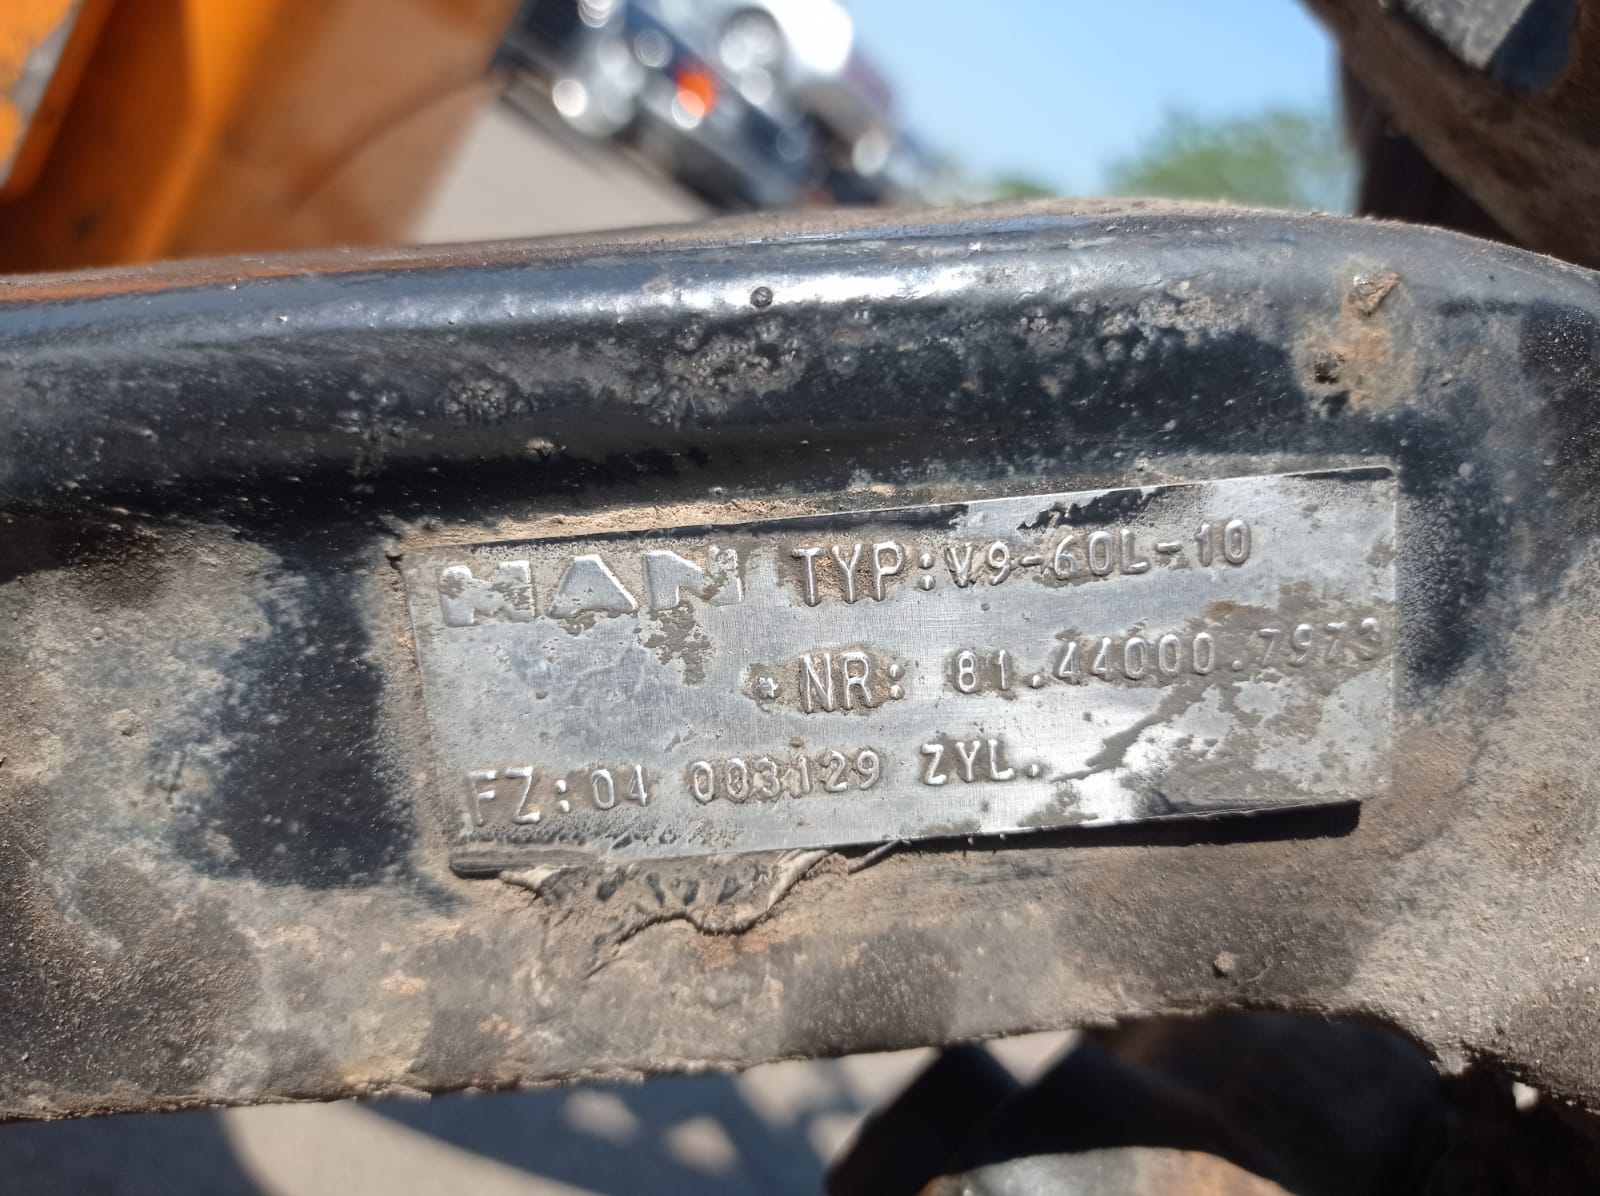 MAN TYP:V9-60L-10
* NR: 81.44000.7973
FZ:04 003129 ZYL.